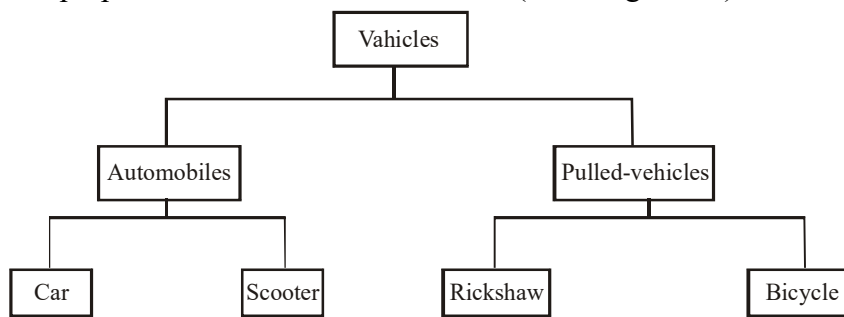 Vahicles
Automobiles
Pulled-vehicles
Car
Scooter
Rickshaw
Bicycle